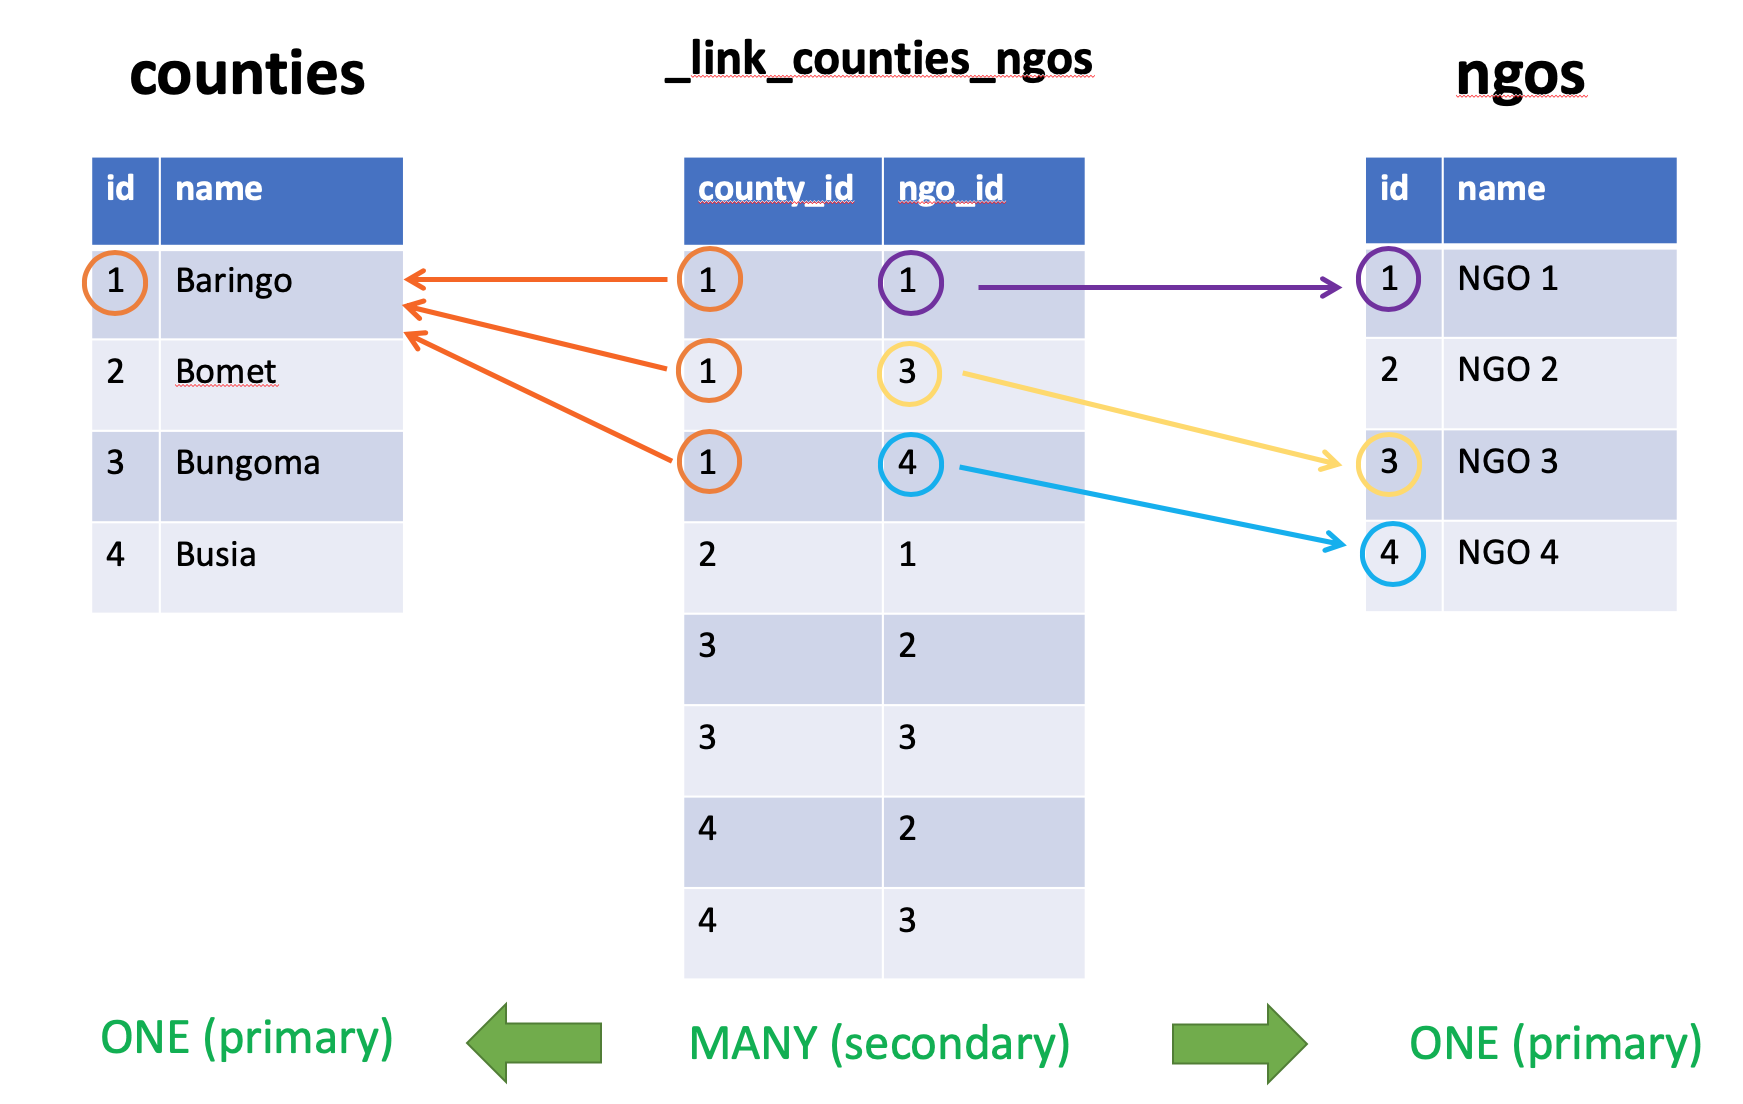 counties
_link_counties_ngos
ngos
id name
1 Baringo
2 Bomet
3 Bungoma
4 Busia
county_id ngo_id
1 1
1 3
1 4
2 1
3 2
3 3
4 2
4 3
id name
1 NGO 1
2 NGO 2
3 NGO 3
4 NGO 4
ONE (primary)
MANY (secondary)
ONE (primary)